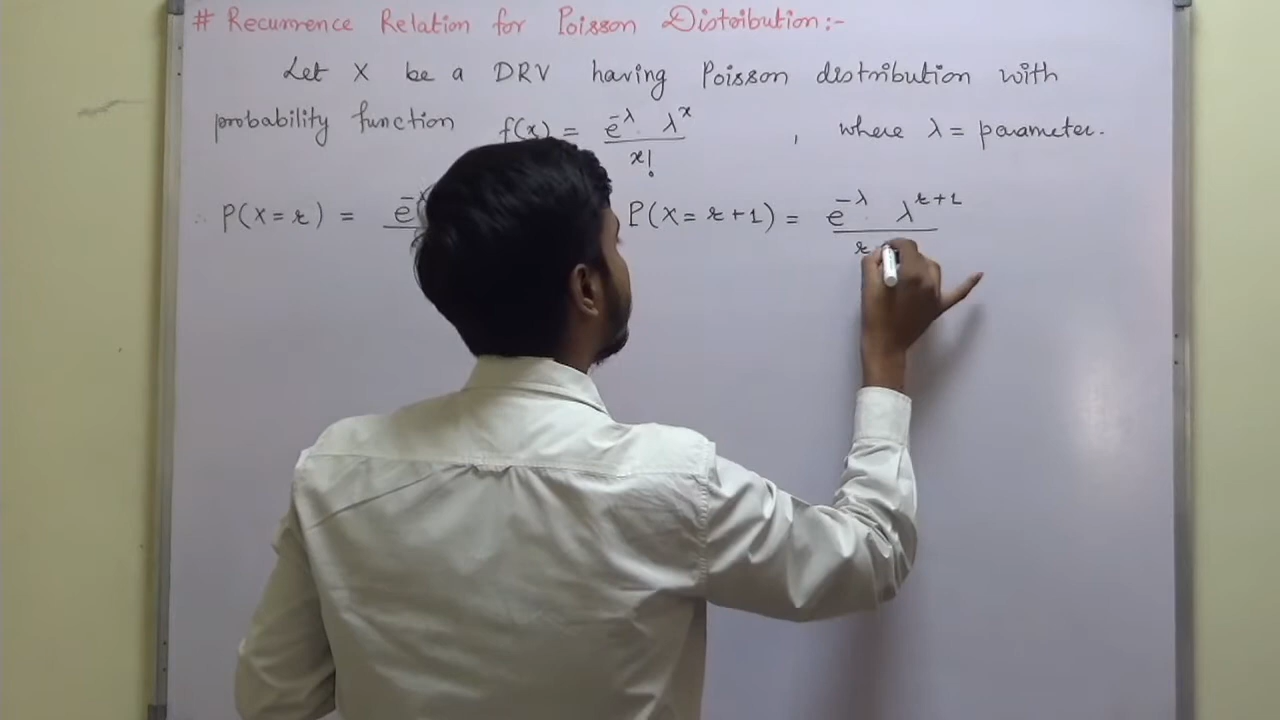 # Recurrence Relation for Poisson Distribution:-
Let X be a DRV having Poisson distribution with
probability function f(x) = e^-λ . λ^x / x! , where λ = parameter.
∴ P(X = r) = e^-λ P(X = r+1) = e^-λ . λ^r+1 / r